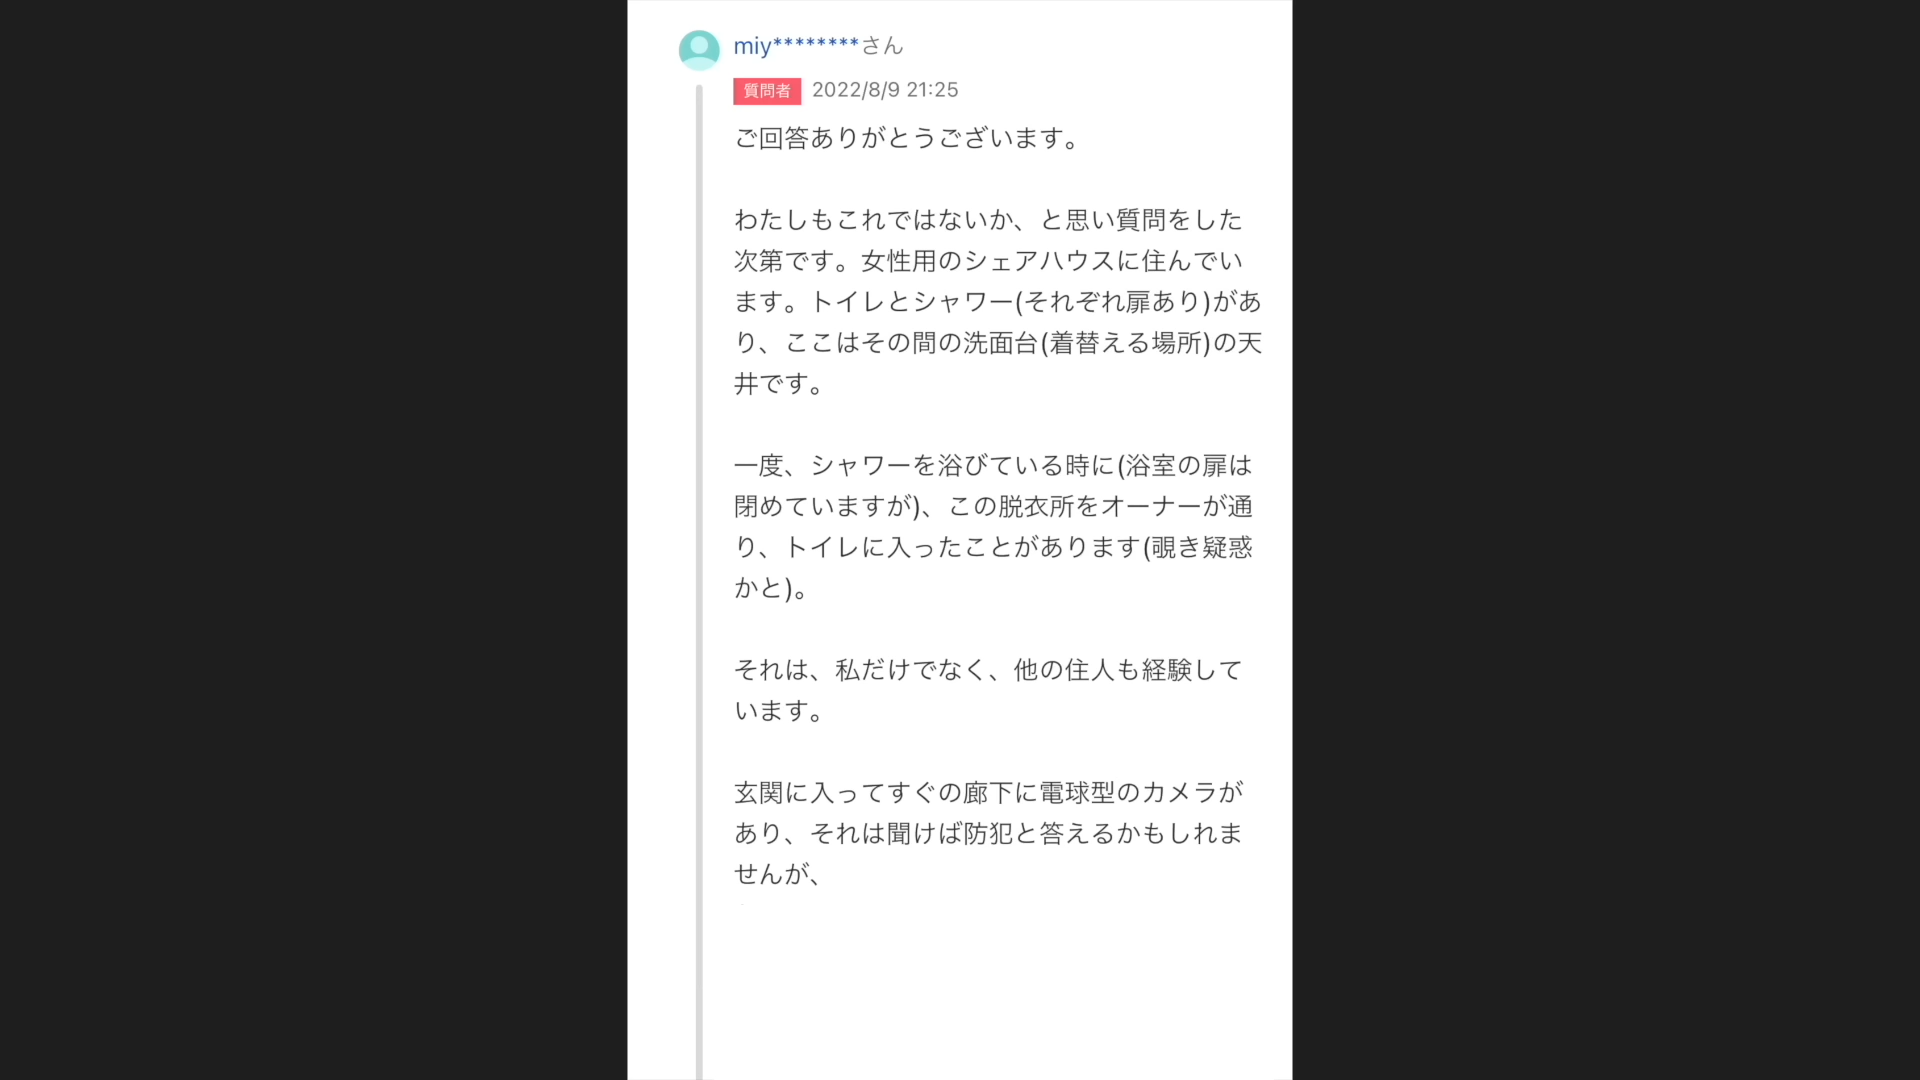 miy********さん
質問者 2022/8/9 21:25
ご回答ありがとうございます。
わたしもこれではないか、と思い質問をした
次第です。女性用のシェアハウスに住んでい
ます。トイレとシャワー(それぞれ扉あり)があ
り、ここはその間の洗面台(着替える場所)の天
井です。
一度、シャワーを浴びている時に(浴室の扉は
閉めていますが)、この脱衣所をオーナーが通
り、トイレに入ったことがあります(覗き疑惑
かと)。
それは、私だけでなく、他の住人も経験して
います。
玄関に入ってすぐの廊下に電球型のカメラが
あり、それは聞けば防犯と答えるかもしれま
せんが、